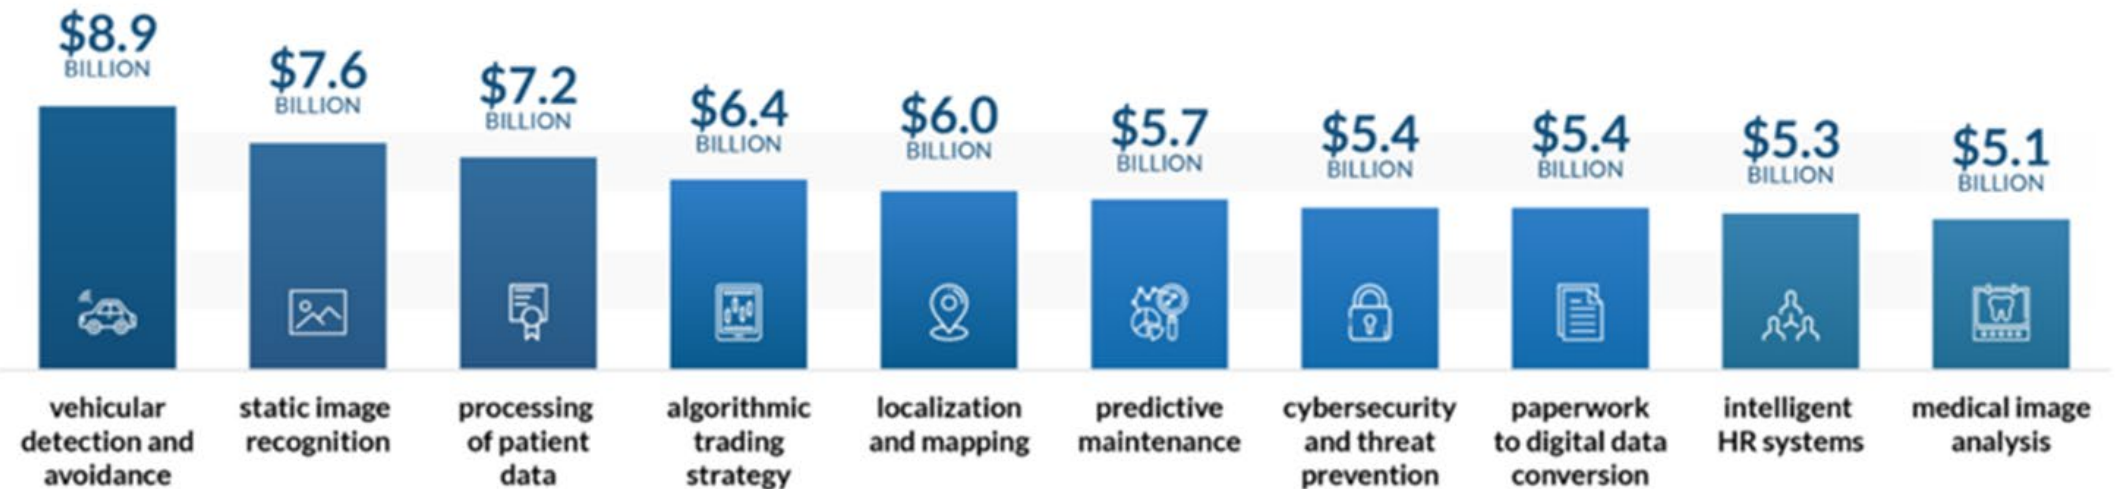 $8.9
BILLION
$7.6
BILLION
$7.2
BILLION
$6.4
BILLION
$6.0
BILLION
$5.7
BILLION
$5.4
BILLION
$5.4
BILLION
$5.3
BILLION
$5.1
BILLION
vehicular
detection and
avoidance
static image
recognition
processing
of patient
data
algorithmic
trading
strategy
localization
and mapping
predictive
maintenance
cybersecurity
and threat
prevention
paperwork
to digital data
conversion
intelligent
HR systems
medical image
analysis